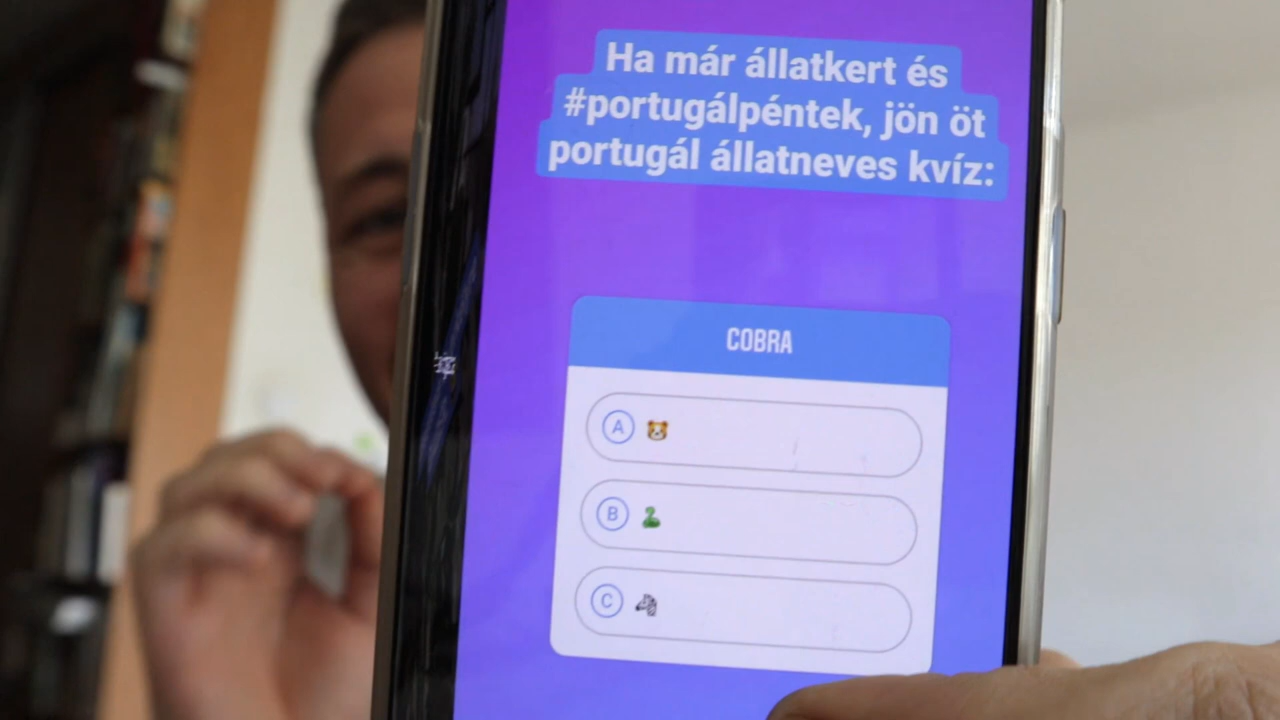 Ha már állatkert és
#portugálpéntek, jön öt
portugál állatneves kvíz:
COBRA
A
B
C